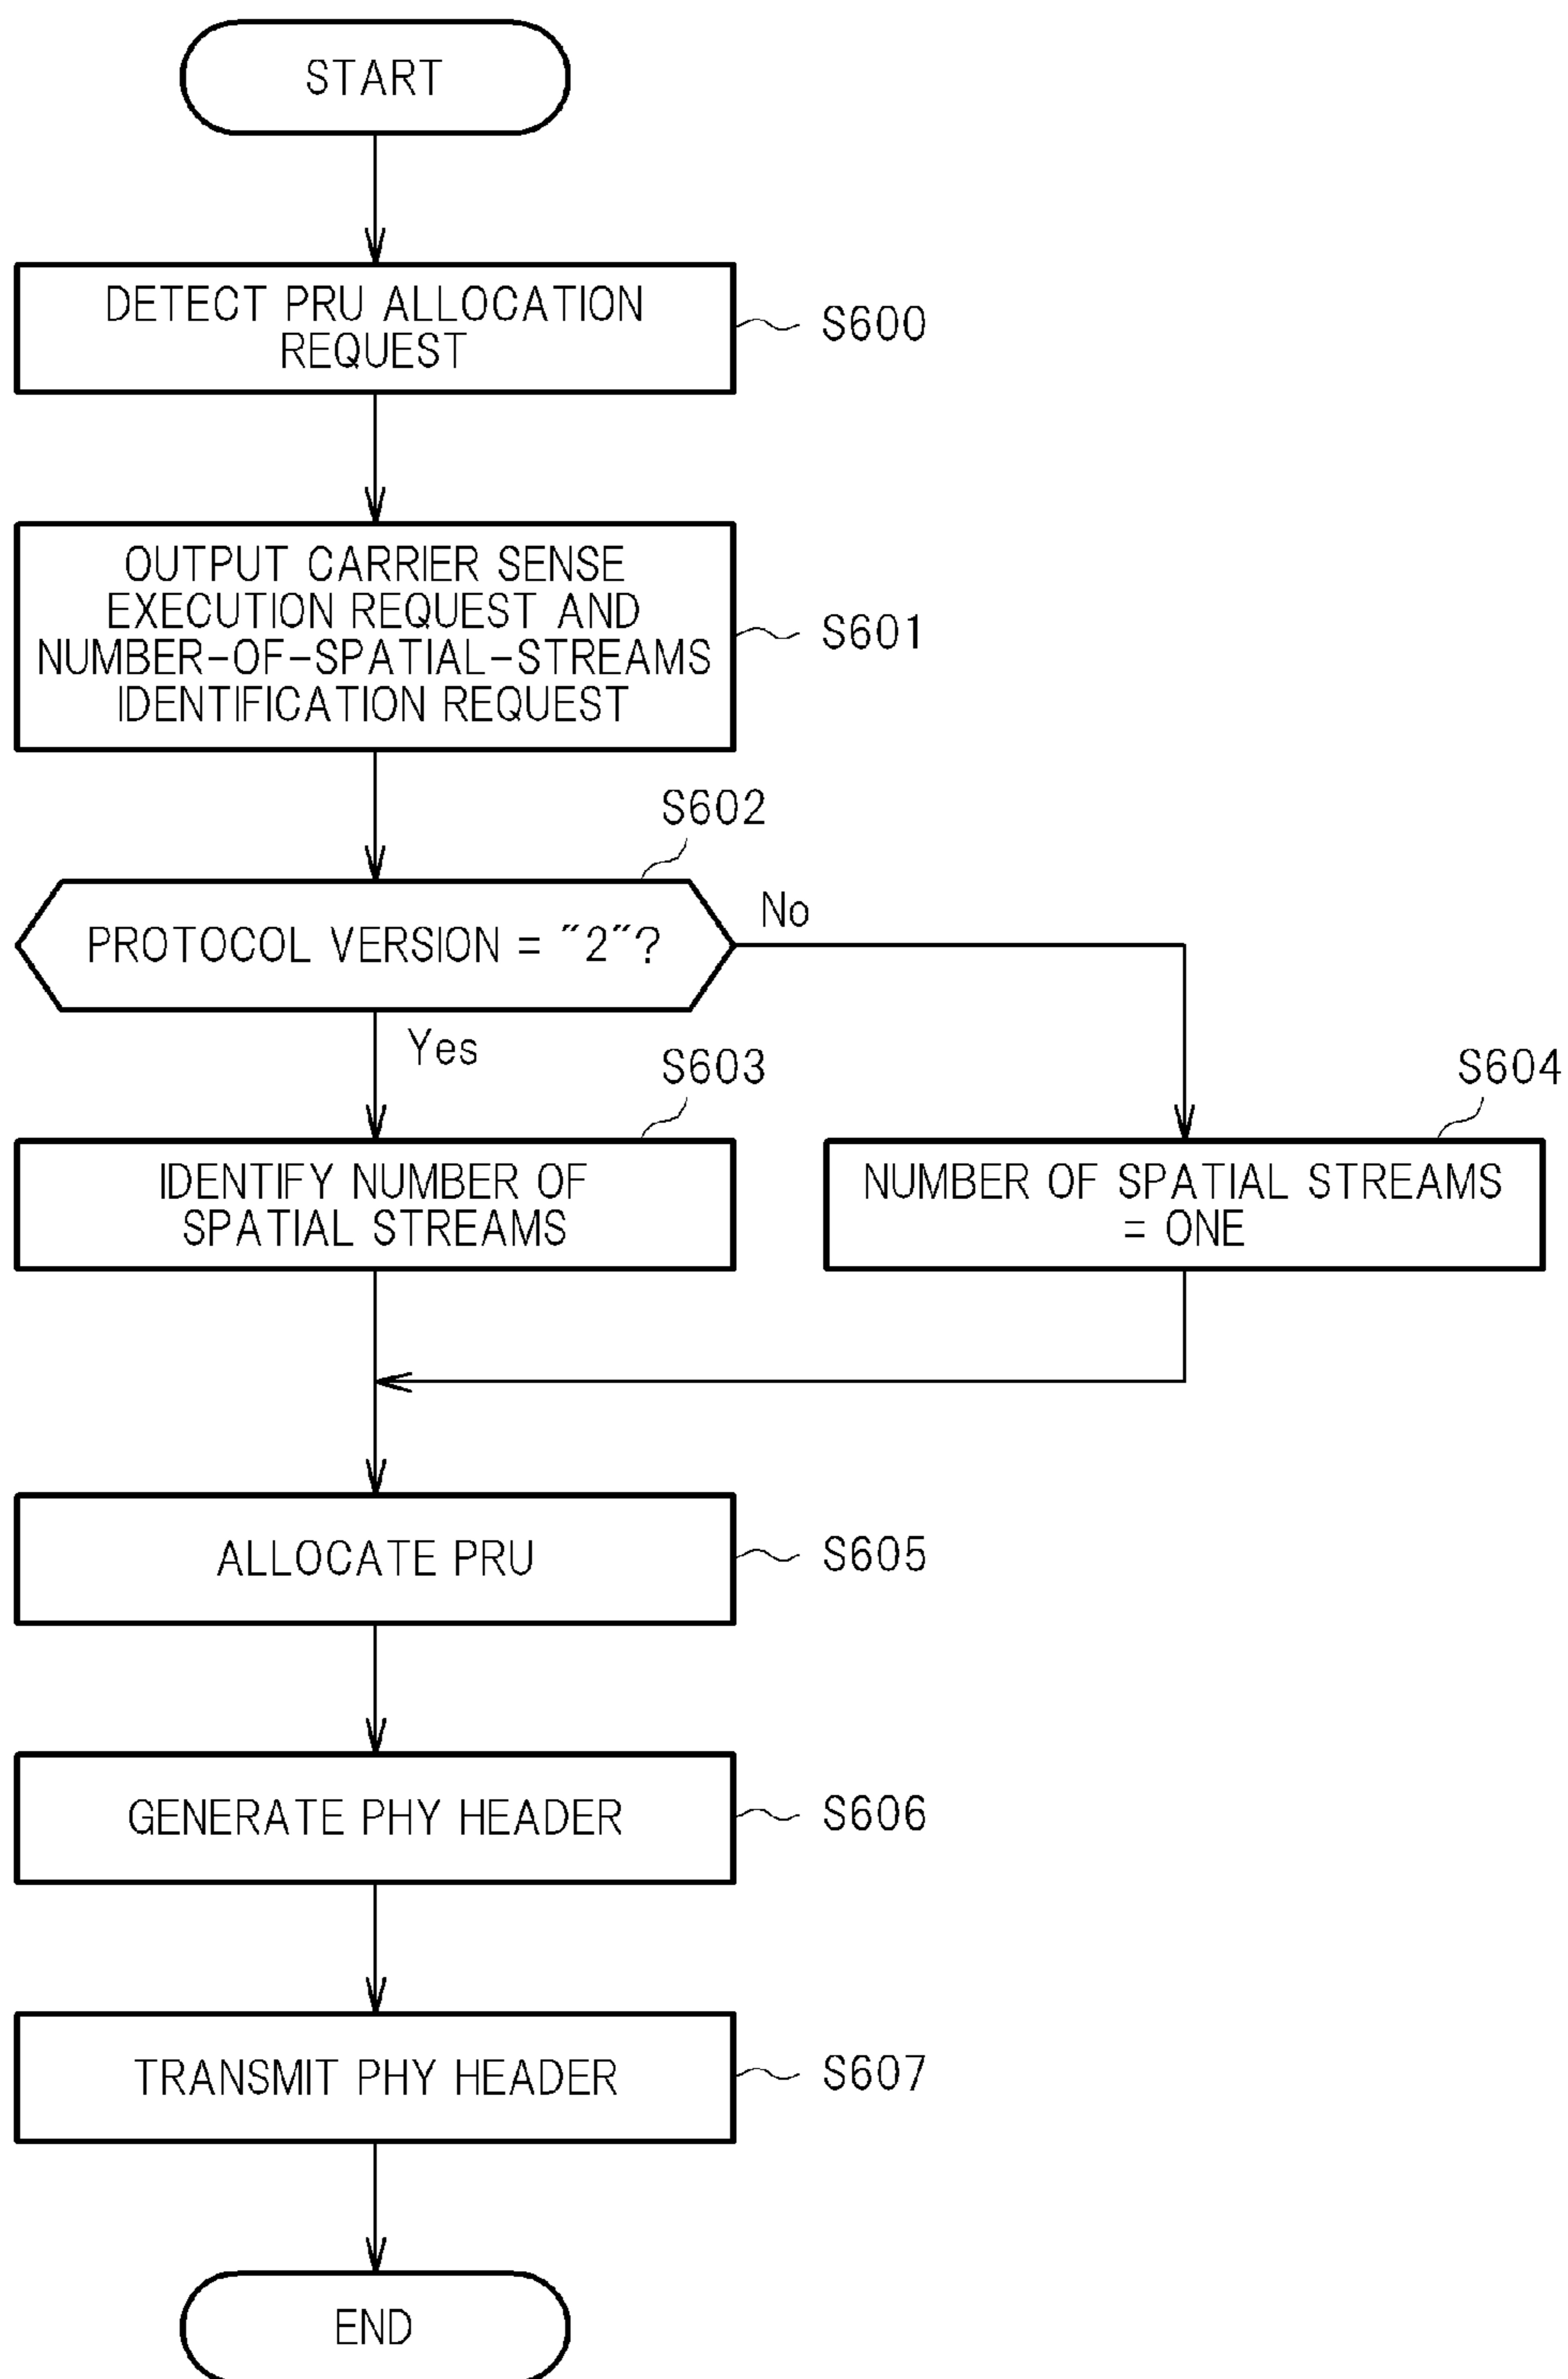 START
DETECT PRU ALLOCATION
REQUEST
S600
OUTPUT CARRIER SENSE
EXECUTION REQUEST AND
NUMBER-OF-SPATIAL-STREAMS
IDENTIFICATION REQUEST
S601
S602
PROTOCOL VERSION = "2"?
No
Yes
S603
IDENTIFY NUMBER OF
SPATIAL STREAMS
S604
NUMBER OF SPATIAL STREAMS
= ONE
ALLOCATE PRU
S605
GENERATE PHY HEADER
S606
TRANSMIT PHY HEADER
S607
END